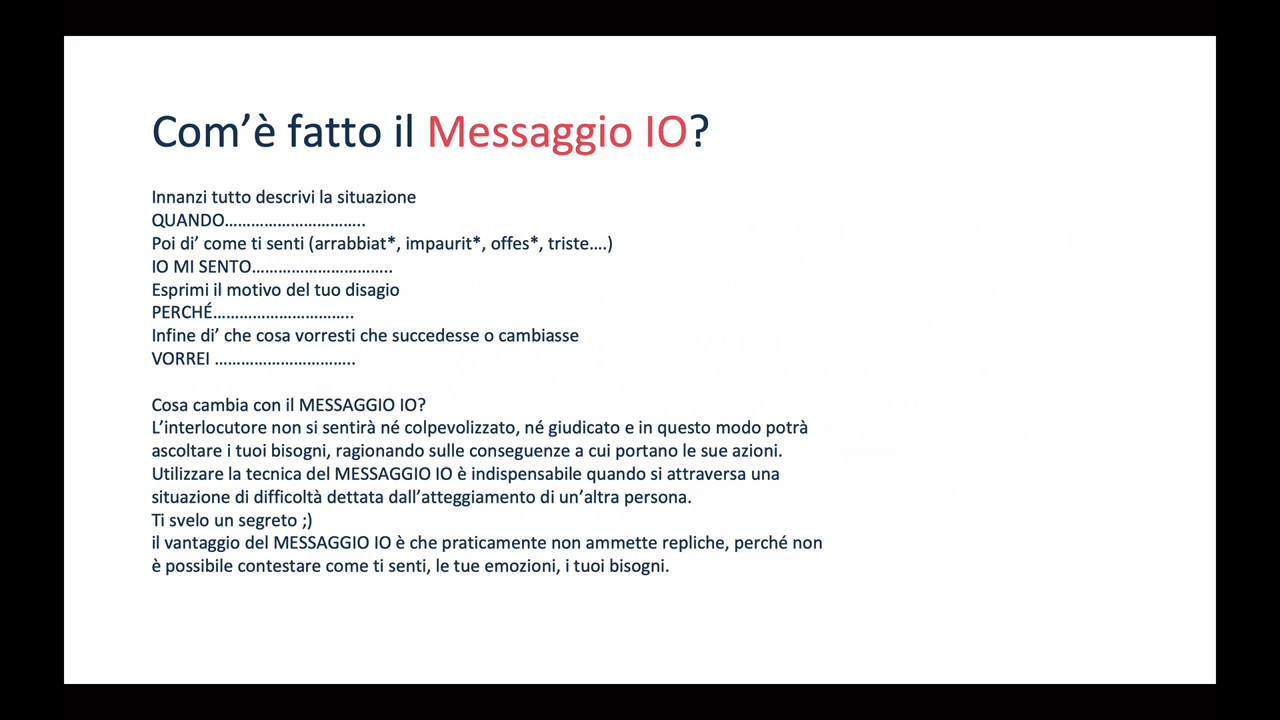 Com’è fatto il Messaggio IO?
Innanzi tutto descrivi la situazione
QUANDO…………………………..
Poi di’ come ti senti (arrabbiat*, impaurit*, offes*, triste….)
IO MI SENTO…………………………..
Esprimi il motivo del tuo disagio
PERCHÉ…………………………..
Infine di’ che cosa vorresti che succedesse o cambiasse
VORREI …………………………..
Cosa cambia con il MESSAGGIO IO?
L’interlocutore non si sentirà né colpevolizzato, né giudicato e in questo modo potrà
ascoltare i tuoi bisogni, ragionando sulle conseguenze a cui portano le sue azioni.
Utilizzare la tecnica del MESSAGGIO IO è indispensabile quando si attraversa una
situazione di difficoltà dettata dall’atteggiamento di un’altra persona.
Ti svelo un segreto ;)
il vantaggio del MESSAGGIO IO è che praticamente non ammette repliche, perché non
è possibile contestare come ti senti, le tue emozioni, i tuoi bisogni.